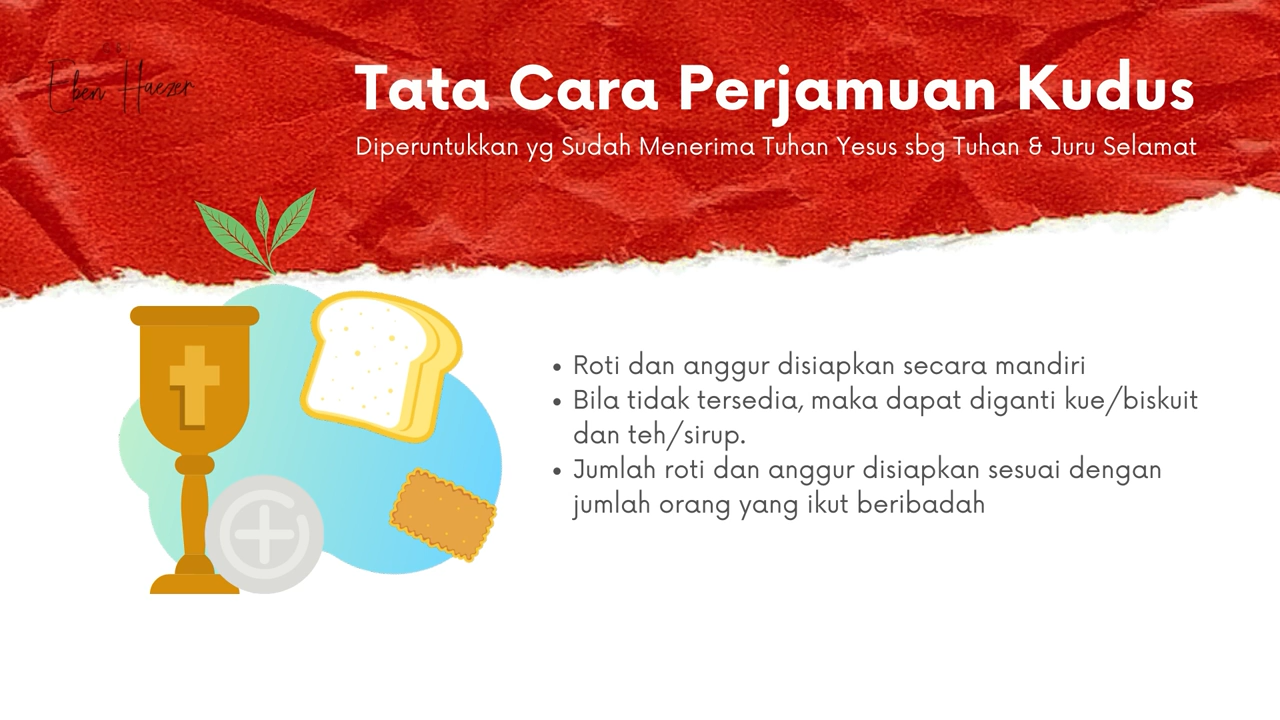 Eben Haezer
Tata Cara Perjamuan Kudus
Diperuntukkan yg Sudah Menerima Tuhan Yesus sbg Tuhan & Juru Selamat
• Roti dan anggur disiapkan secara mandiri
• Bila tidak tersedia, maka dapat diganti kue/biskuit
dan teh/sirup.
• Jumlah roti dan anggur disiapkan sesuai dengan
jumlah orang yang ikut beribadah